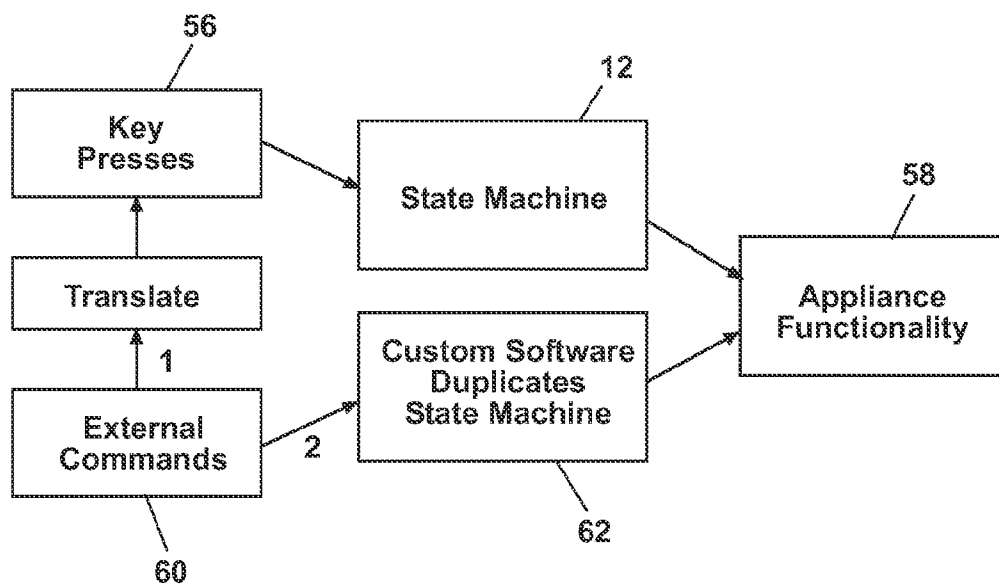 56
Key
Presses
12
State Machine
58
Appliance
Functionality
Translate
1
External
Commands
2
Custom Software
Duplicates
State Machine
60
62